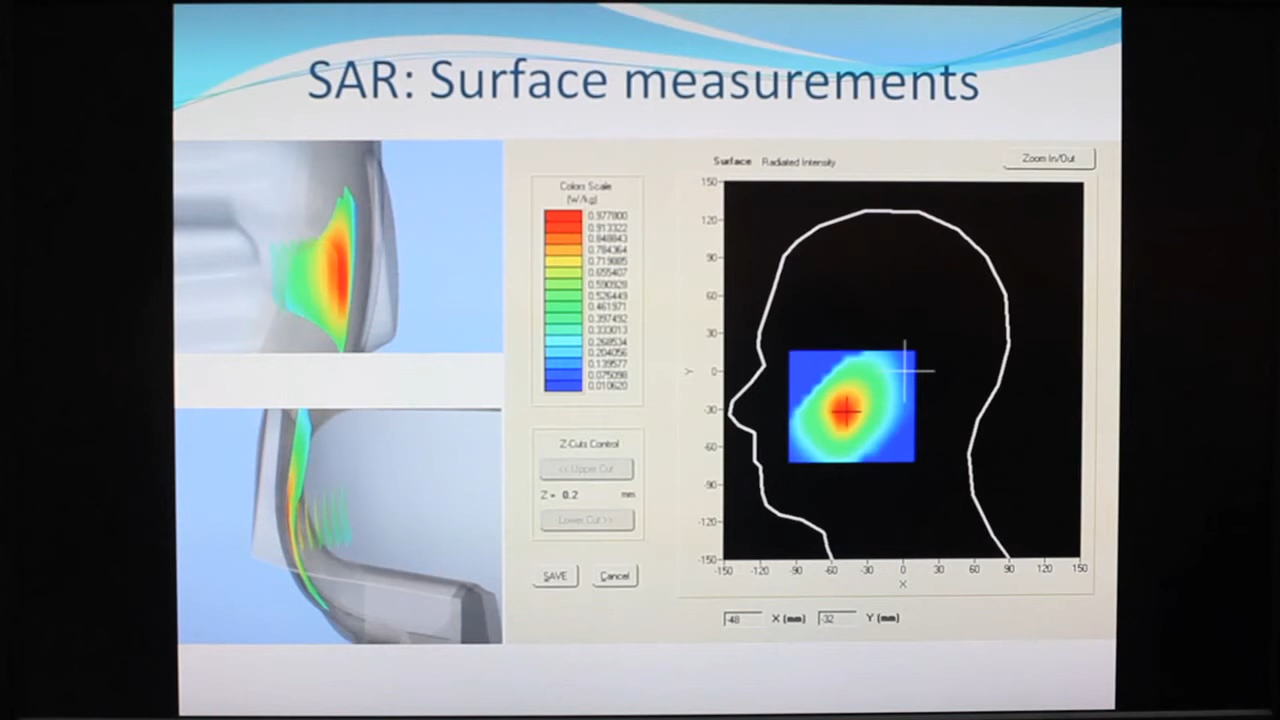 SAR: Surface measurements
Colors Scale
(W/kg)
0.977800
0.913322
0.848843
0.784364
0.719885
0.655407
0.590928
0.526449
0.461971
0.397492
0.333013
0.268534
0.204056
0.139577
0.075098
0.010620
Z-Cuts Control
<< Upper Cut
Z = 0.2 mm
Lower Cut >>
SAVE Cancel
Surface Radiated Intensity
Zoom In/Out
150
120
90
60
30
0
-30
-60
-90
-120
-150
Y
-150 -120 -90 -60 -30 0 30 60 90 120 150
X
-48 X (mm) -32 Y (mm)